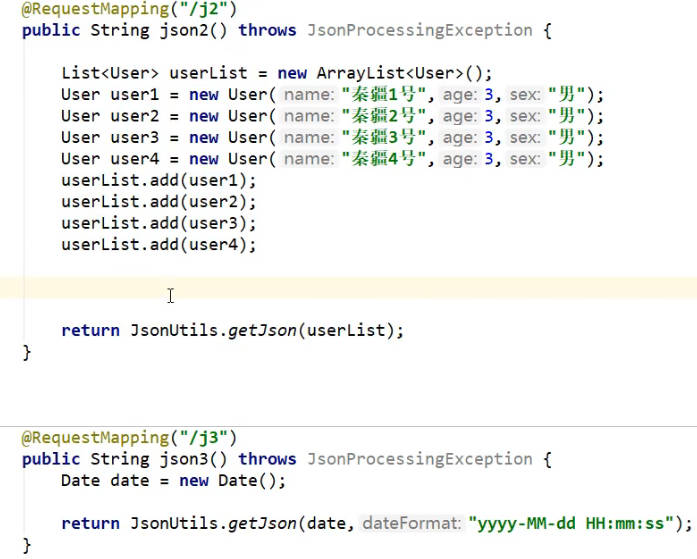 @RequestMapping("/j2")
public String json2() throws JsonProcessingException {
List<User> userList = new ArrayList<User>();
User user1 = new User( name: "秦疆1号", age: 3, sex: "男");
User user2 = new User( name: "秦疆2号", age: 3, sex: "男");
User user3 = new User( name: "秦疆3号", age: 3, sex: "男");
User user4 = new User( name: "秦疆4号", age: 3, sex: "男");
userList.add(user1);
userList.add(user2);
userList.add(user3);
userList.add(user4);
return JsonUtils.getJson(userList);
}
@RequestMapping("/j3")
public String json3() throws JsonProcessingException {
Date date = new Date();
return JsonUtils.getJson(date, dateFormat: "yyyy-MM-dd HH:mm:ss");
}